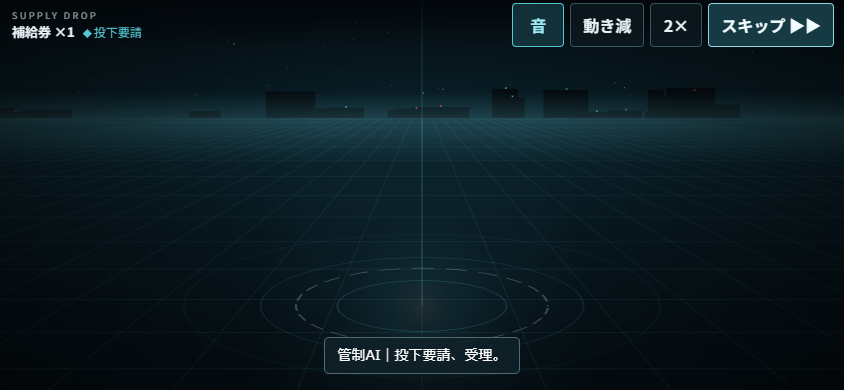 SUPPLY DROP
補給券 ×1 ◆投下要請
音
動き減
2×
スキップ ▶▶
管制AI｜投下要請、受理。